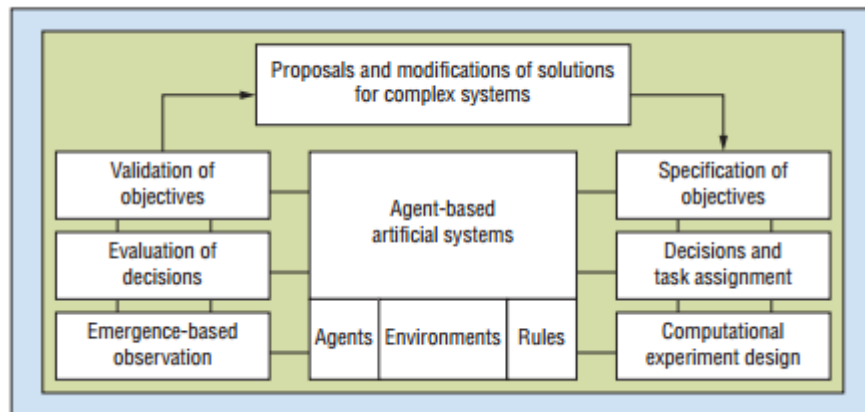 Proposals and modifications of solutions
for complex systems
Validation of
objectives
Agent-based
artificial systems
Specification of
objectives
Evaluation of
decisions
Decisions and
task assignment
Emergence-based
observation
Agents
Environments
Rules
Computational
experiment design